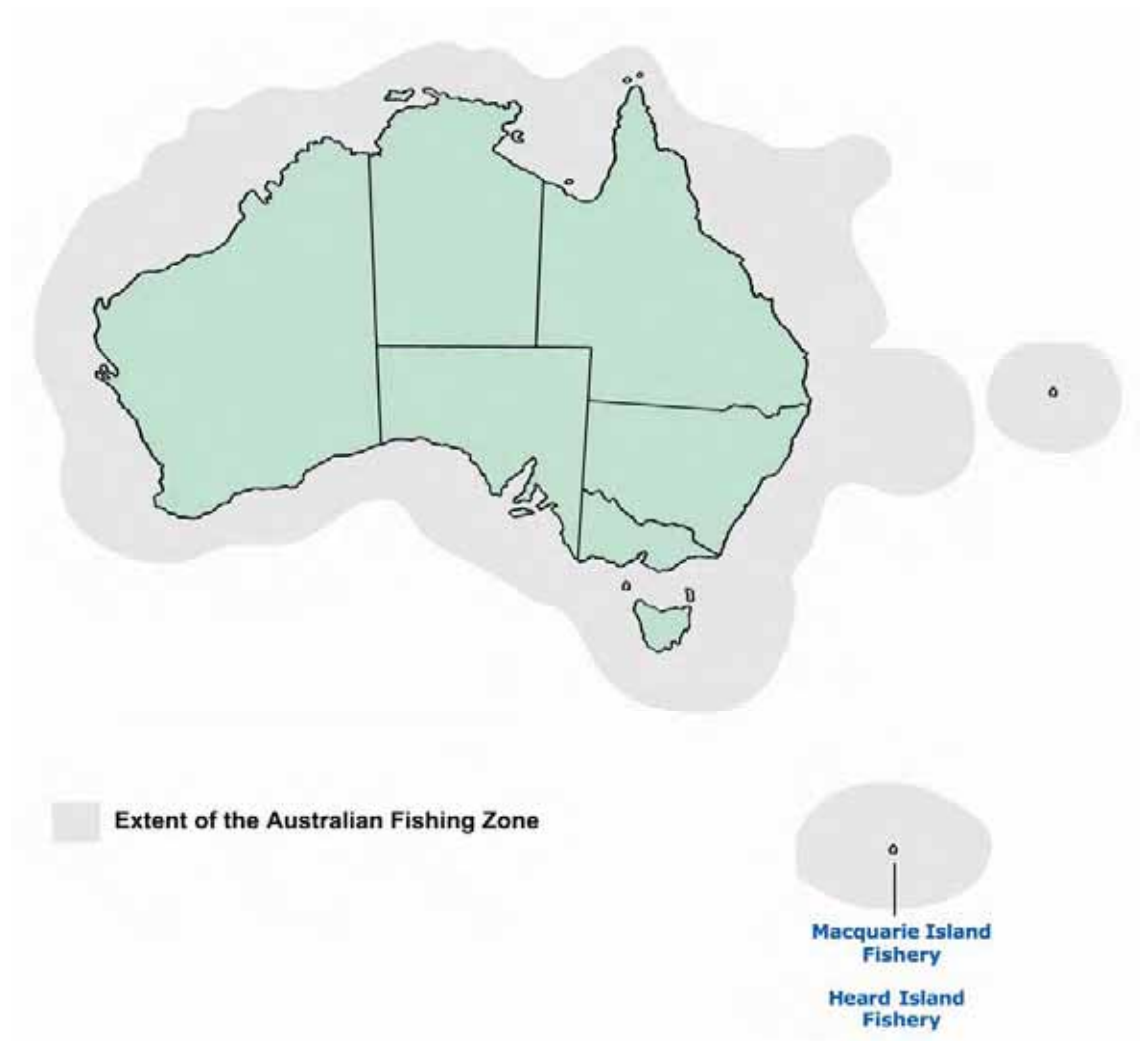 Extent of the Australian Fishing Zone
Macquarie Island
Fishery
Heard Island
Fishery